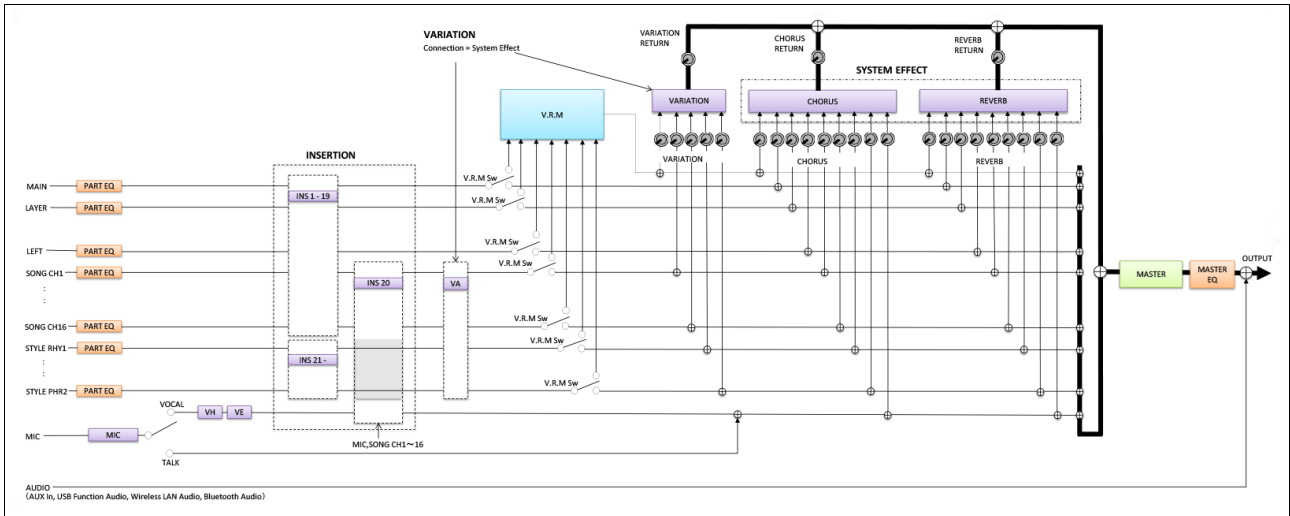 VARIATION
Connection = System Effect
VARIATION
RETURN
CHORUS
RETURN
REVERB
RETURN
SYSTEM EFFECT
V.R.M
VARIATION
CHORUS
REVERB
INSERTION
VARIATION
CHORUS
REVERB
MAIN
PART EQ
INS 1 - 19
V.R.M Sw
LAYER
PART EQ
V.R.M Sw
LEFT
PART EQ
V.R.M Sw
SONG CH1
PART EQ
INS 20
VA
V.R.M Sw
MASTER
MASTER
EQ
OUTPUT
:
:
SONG CH16
PART EQ
V.R.M Sw
STYLE RHY1
PART EQ
INS 21 -
V.R.M Sw
:
:
STYLE PHR2
PART EQ
V.R.M Sw
VOCAL
VH
VE
MIC
MIC
MIC,SONG CH1～16
TALK
AUDIO
(AUX In, USB Function Audio, Wireless LAN Audio, Bluetooth Audio)